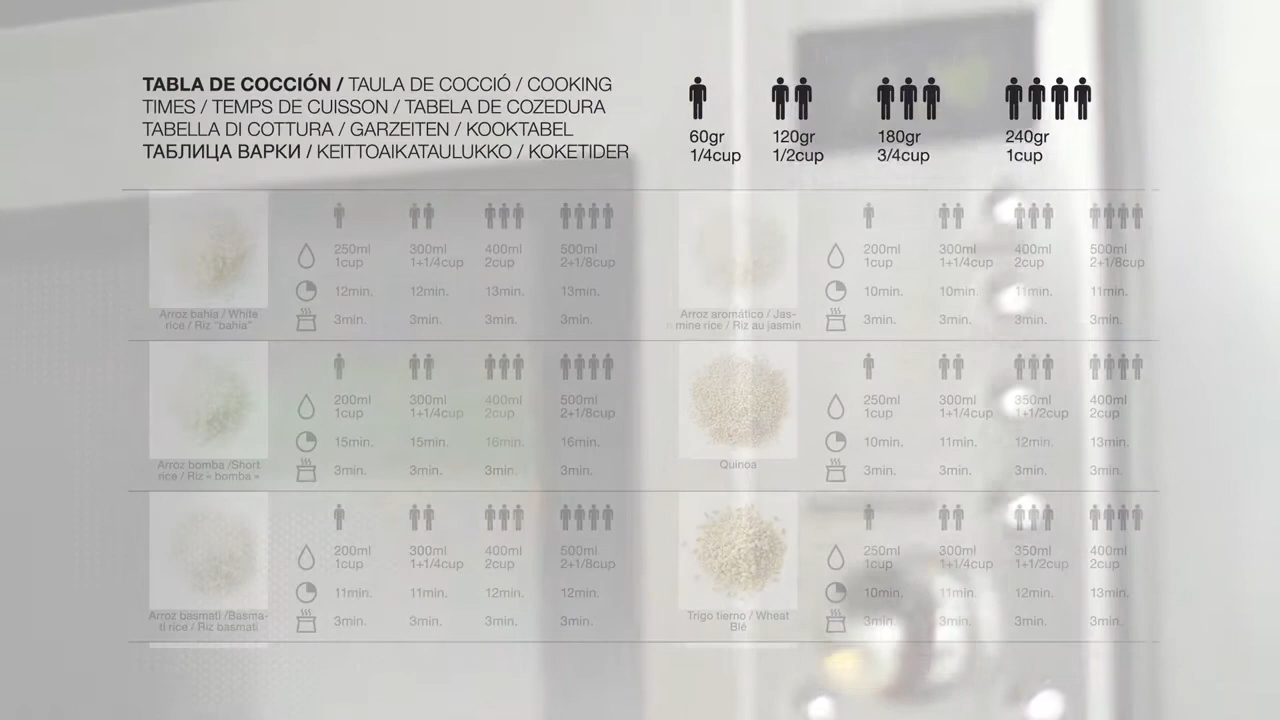 TABLA DE COCCIÓN / TAULA DE COCCIÓ / COOKING
TIMES / TEMPS DE CUISSON / TABELA DE COZEDURA
TABELLA DI COTTURA / GARZEITEN / KOOKTABEL
ТАБЛИЦА ВАРКИ / KEITTOAIKATAULUKKO / KOKETIDER
60gr 120gr 180gr 240gr
1/4cup 1/2cup 3/4cup 1cup
250ml 300ml 400ml 500ml
1cup 1+1/4cup 2cup 2+1/8cup
12min. 12min. 13min. 13min.
3min. 3min. 3min. 3min.
Arroz bahia / White
rice / Riz "bahia"
200ml 300ml 400ml 500ml
1cup 1+1/4cup 2cup 2+1/8cup
10min. 10min. 11min. 11min.
3min. 3min. 3min. 3min.
Arroz aromático / Jas-
mine rice / Riz au jasmin
200ml 300ml 400ml 500ml
1cup 1+1/4cup 2cup 2+1/8cup
15min. 15min. 16min. 16min.
3min. 3min. 3min. 3min.
Arroz bomba /Short
rice / Riz « bomba »
250ml 300ml 350ml 400ml
1cup 1+1/4cup 1+1/2cup 2cup
10min. 11min. 12min. 13min.
3min. 3min. 3min. 3min.
Quinoa
200ml 300ml 400ml 500ml
1cup 1+1/4cup 2cup 2+1/8cup
11min. 11min. 12min. 12min.
3min. 3min. 3min. 3min.
Arroz basmati /Basma-
ti rice / Riz basmati
250ml 300ml 350ml 400ml
1cup 1+1/4cup 1+1/2cup 2cup
10min. 11min. 12min. 13min.
3min. 3min. 3min. 3min.
Trigo tierno / Wheat
Blé